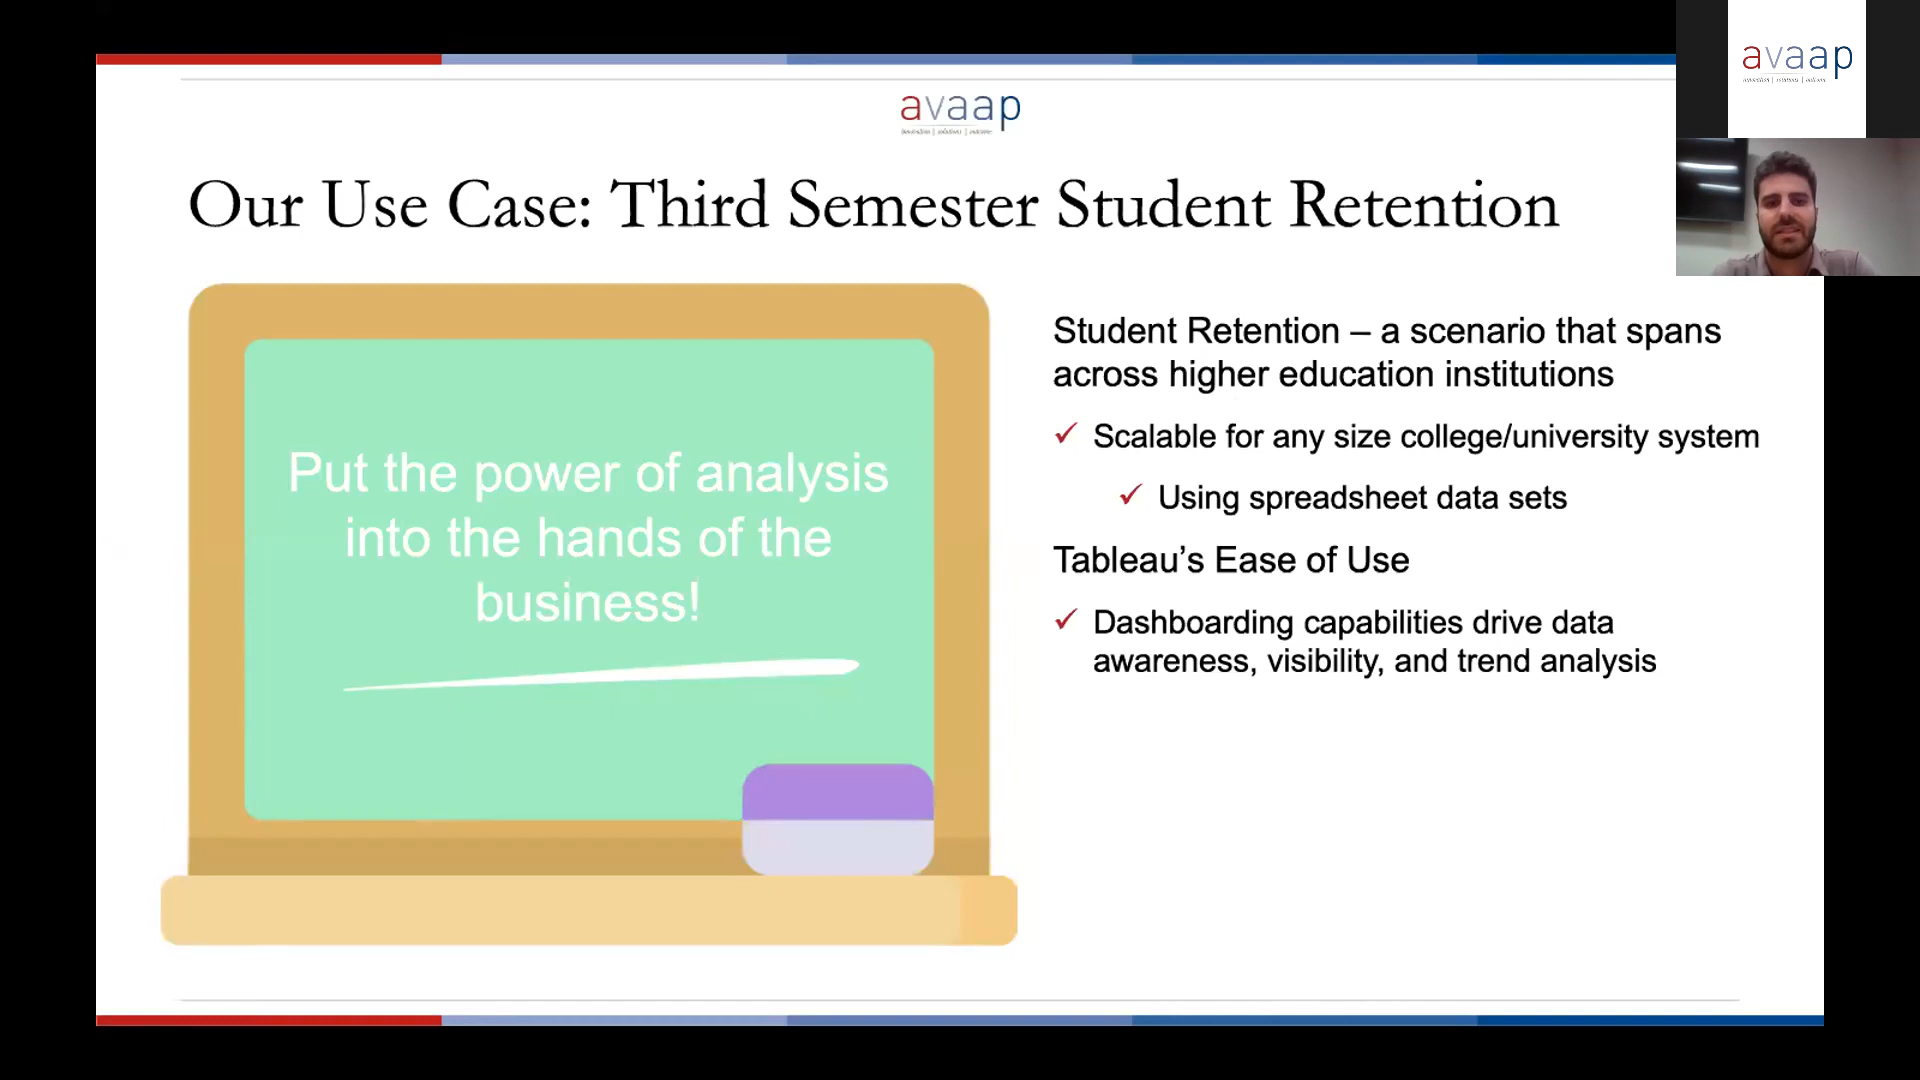 avaap
avaap
Our Use Case: Third Semester Student Retention
Put the power of analysis
into the hands of the
business!
Student Retention – a scenario that spans
across higher education institutions
Scalable for any size college/university system
Using spreadsheet data sets
Tableau’s Ease of Use
Dashboarding capabilities drive data
awareness, visibility, and trend analysis